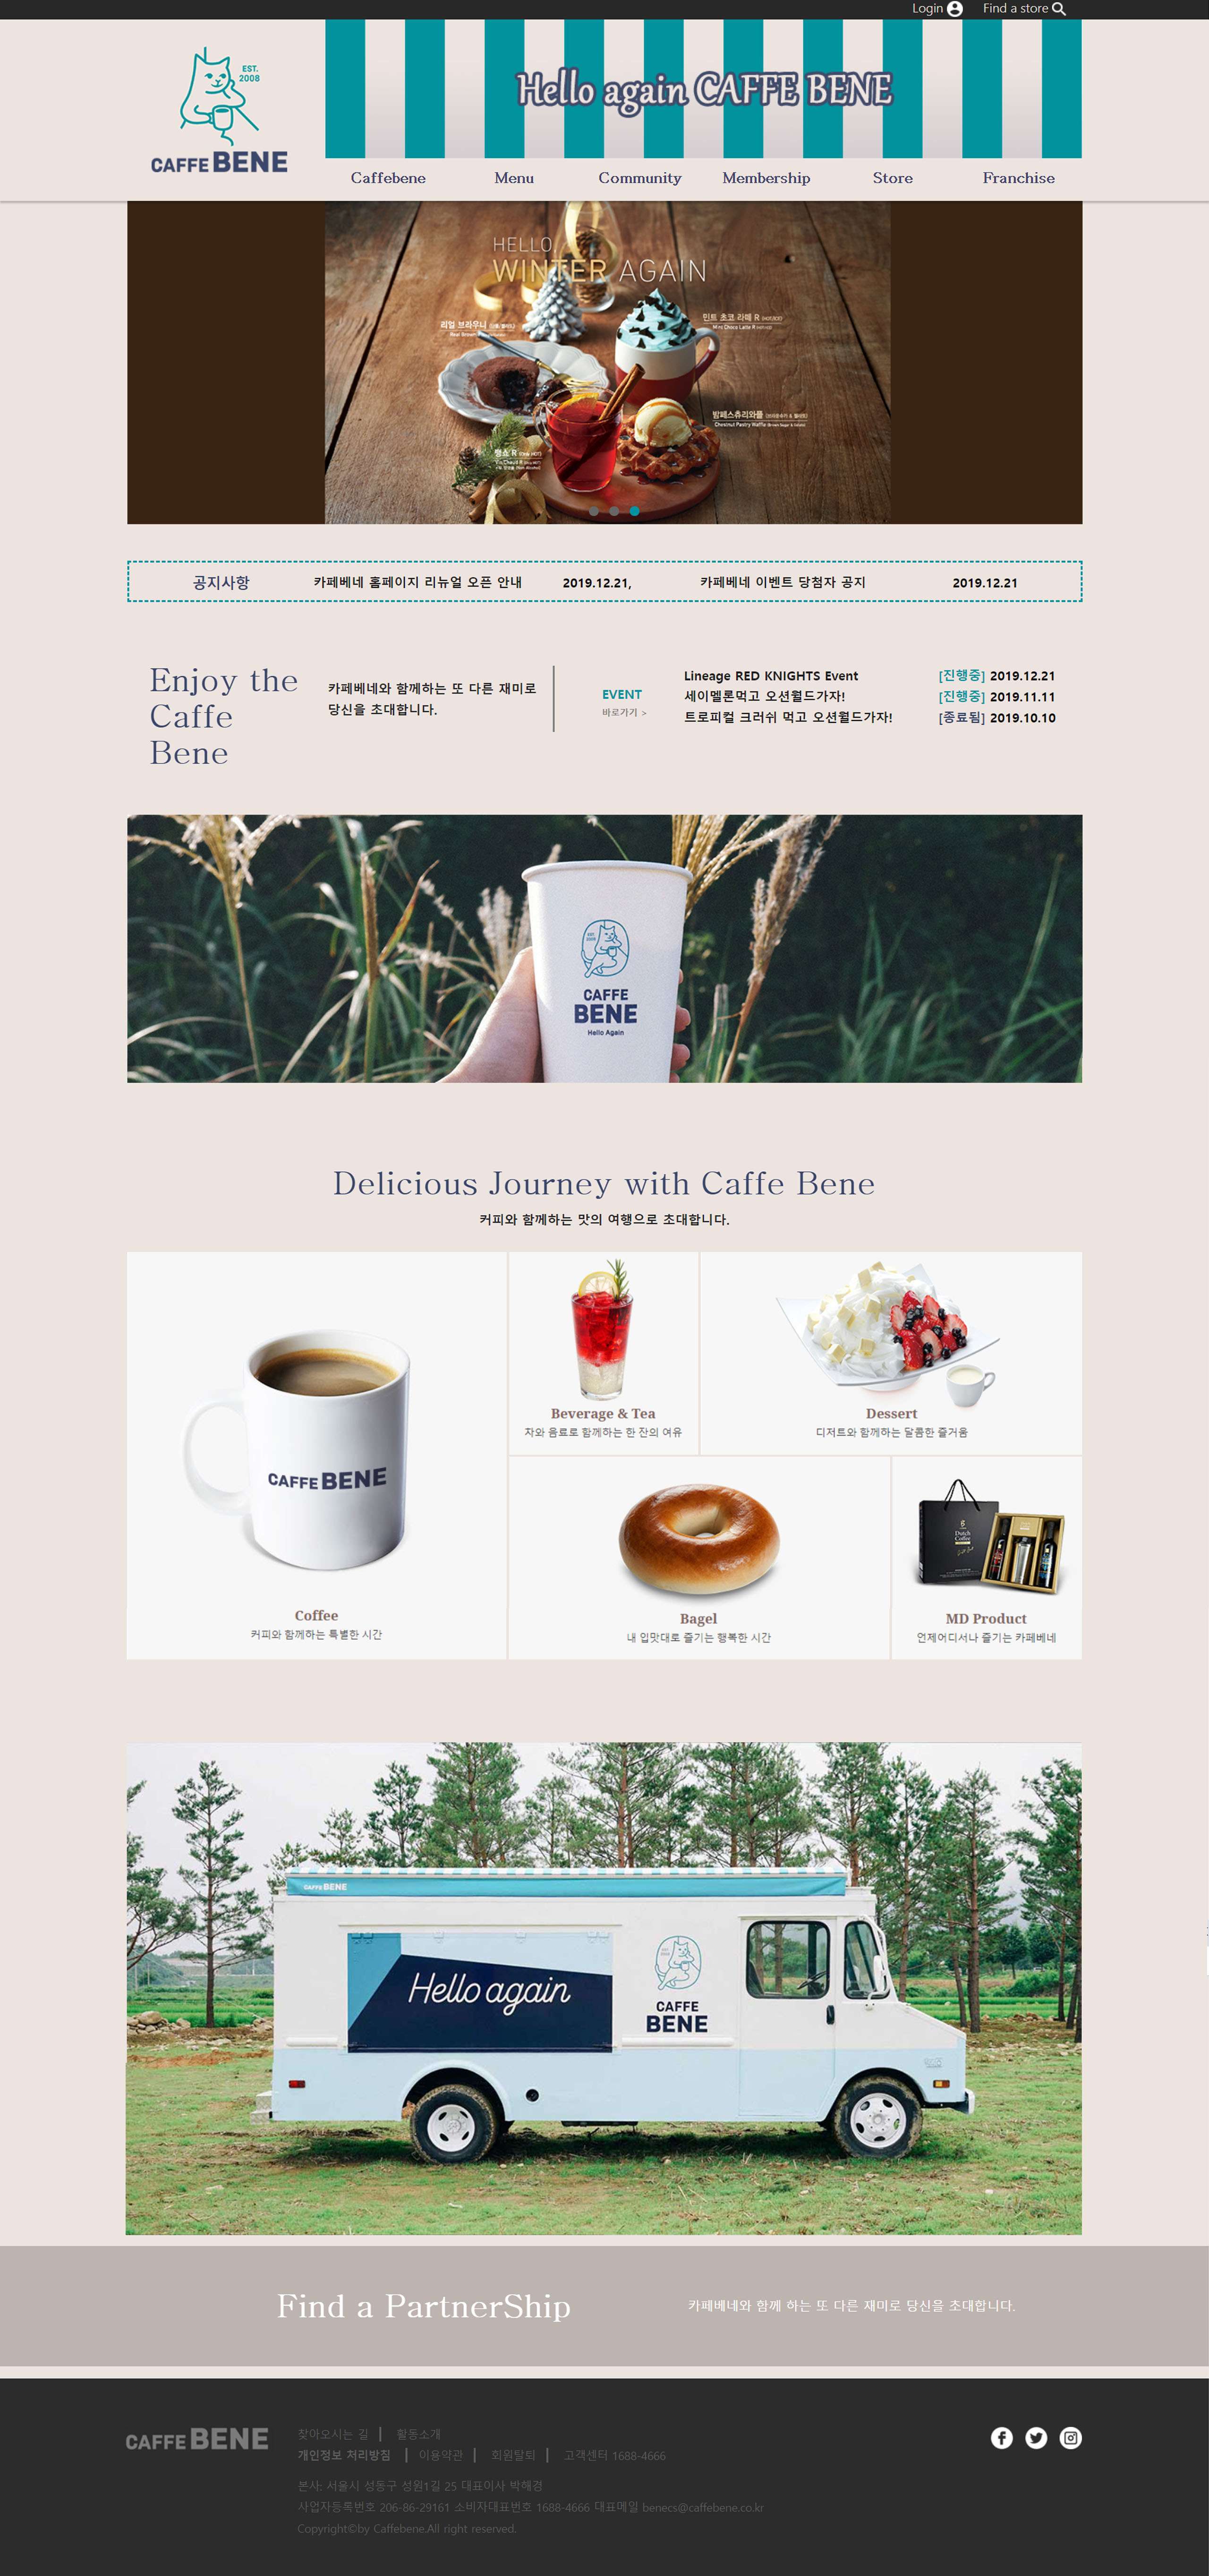 Login
Find a store
EST. 2008
CAFFE BENE
Hello again CAFFE BENE
Caffebene Menu Community Membership Store Franchise
HELLO,
WINTER AGAIN
리얼 브라우니
민트 초코 라떼 R (HOT/ICE)
Mint Choco Latte R
밤페스츄리와플
Chestnut Pastry Waffle
뱅쇼 R (Only HOT)
공지사항 카페베네 홈페이지 리뉴얼 오픈 안내 2019.12.21, 카페베네 이벤트 당첨자 공지 2019.12.21
Enjoy the
Caffe
Bene
카페베네와 함께하는 또 다른 재미로
당신을 초대합니다.
EVENT
바로가기 >
Lineage RED KNIGHTS Event [진행중] 2019.12.21
세이멜론먹고 오션월드가자! [진행중] 2019.11.11
트로피컬 크러쉬 먹고 오션월드가자! [종료됨] 2019.10.10
CAFFE
BENE
Hello Again
Delicious Journey with Caffe Bene
커피와 함께하는 맛의 여행으로 초대합니다.
CAFFE BENE
Coffee
커피와 함께하는 특별한 시간
Beverage & Tea
차와 음료로 함께하는 한 잔의 여유
Dessert
디저트와 함께하는 달콤한 즐거움
Bagel
내 입맛대로 즐기는 행복한 시간
Dutch
Coffee
MD Product
언제어디서나 즐기는 카페베네
CAFFE BENE
Hello again
CAFFE
BENE
Find a PartnerShip
카페베네와 함께 하는 또 다른 재미로 당신을 초대합니다.
CAFFE BENE
찾아오시는 길 | 활동소개
개인정보 처리방침 | 이용약관 | 회원탈퇴 | 고객센터 1688-4666
본사: 서울시 성동구 성원1길 25 대표이사 박해경
사업자등록번호 206-86-29161 소비자대표번호 1688-4666 대표메일 benecs@caffebene.co.kr
Copyright©by Caffebene.All right reserved.